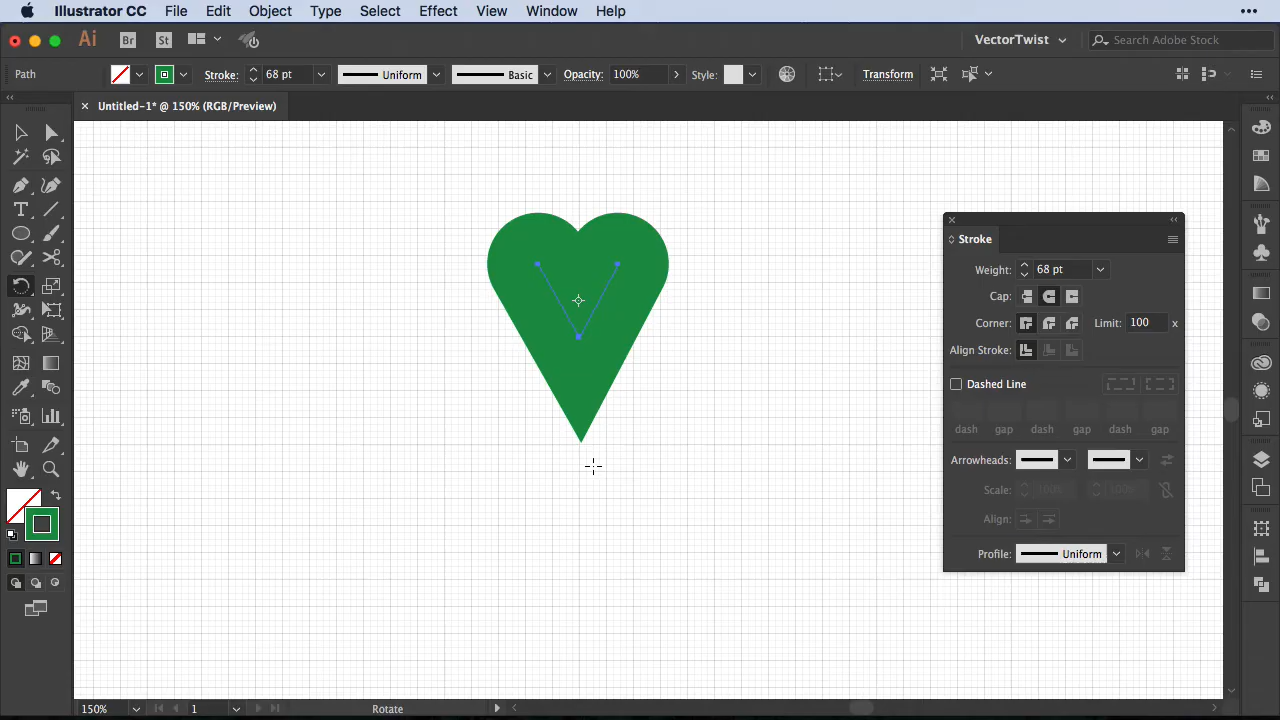 Illustrator CC File Edit Object Type Select Effect View Window Help
Ai Br St VectorTwist Search Adobe Stock
Path Stroke: 68 pt Uniform Basic Opacity: 100% Style: Transform
× Untitled-1* @ 150% (RGB/Preview)
Stroke
Weight: 68 pt
Cap:
Corner: Limit: 100 x
Align Stroke:
Dashed Line
dash gap dash gap dash gap
Arrowheads:
Scale: 100% 100%
Align:
Profile: Uniform
150% 1 Rotate